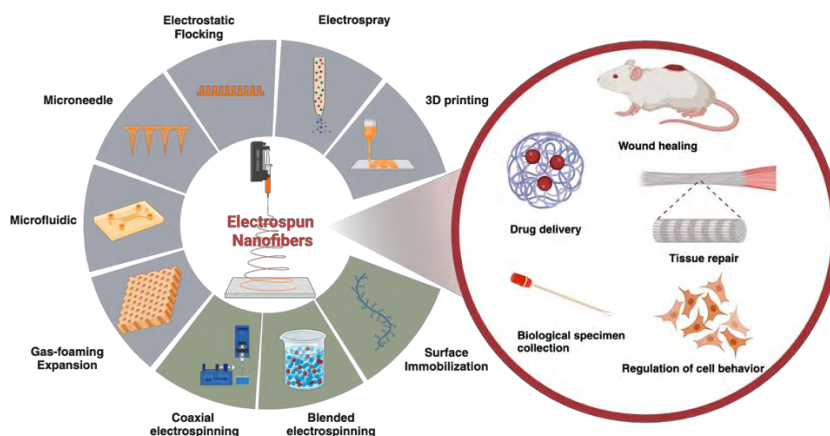 Electrostatic
Flocking
Electrospray
Microneedle
3D printing
Microfluidic
Electrospun
Nanofibers
Gas-foaming
Expansion
Coaxial
electrospinning
Blended
electrospinning
Surface
Immobilization
Wound healing
Drug delivery
Tissue repair
Biological specimen
collection
Regulation of cell behavior